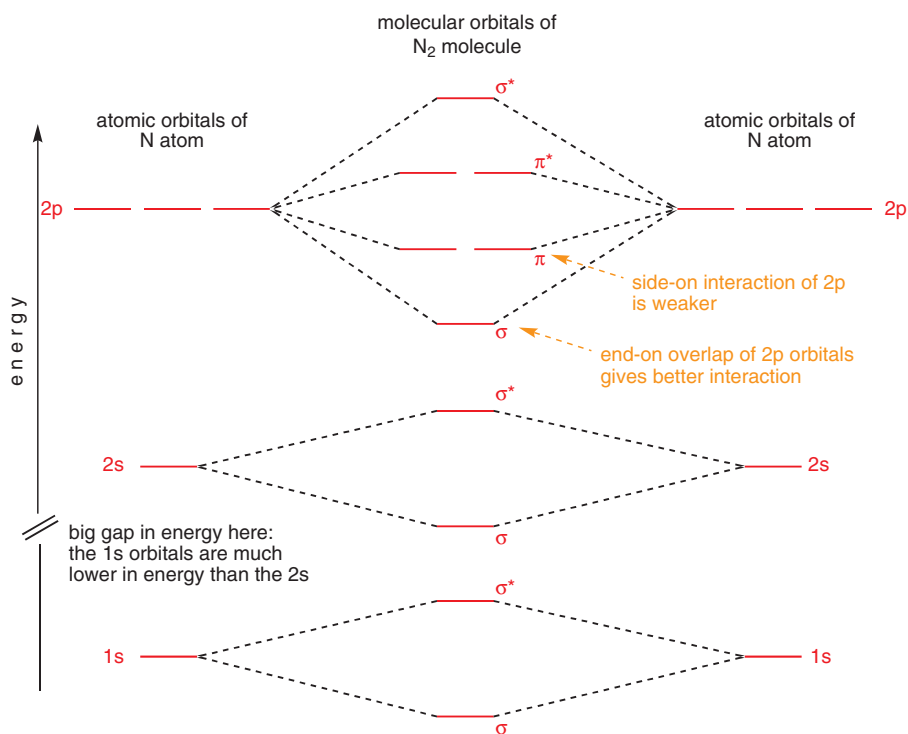 molecular orbitals of
N₂ molecule
σ*
atomic orbitals of
N atom
atomic orbitals of
N atom
π*
2p
2p
π
side-on interaction of 2p
is weaker
σ
end-on overlap of 2p orbitals
gives better interaction
energy
σ*
2s
2s
σ
big gap in energy here:
the 1s orbitals are much
lower in energy than the 2s
σ*
1s
1s
σ